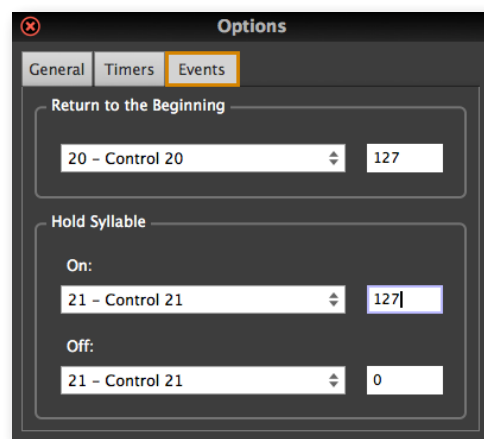 Options
General Timers Events
Return to the Beginning
20 – Control 20 127
Hold Syllable
On:
21 – Control 21 127
Off:
21 – Control 21 0